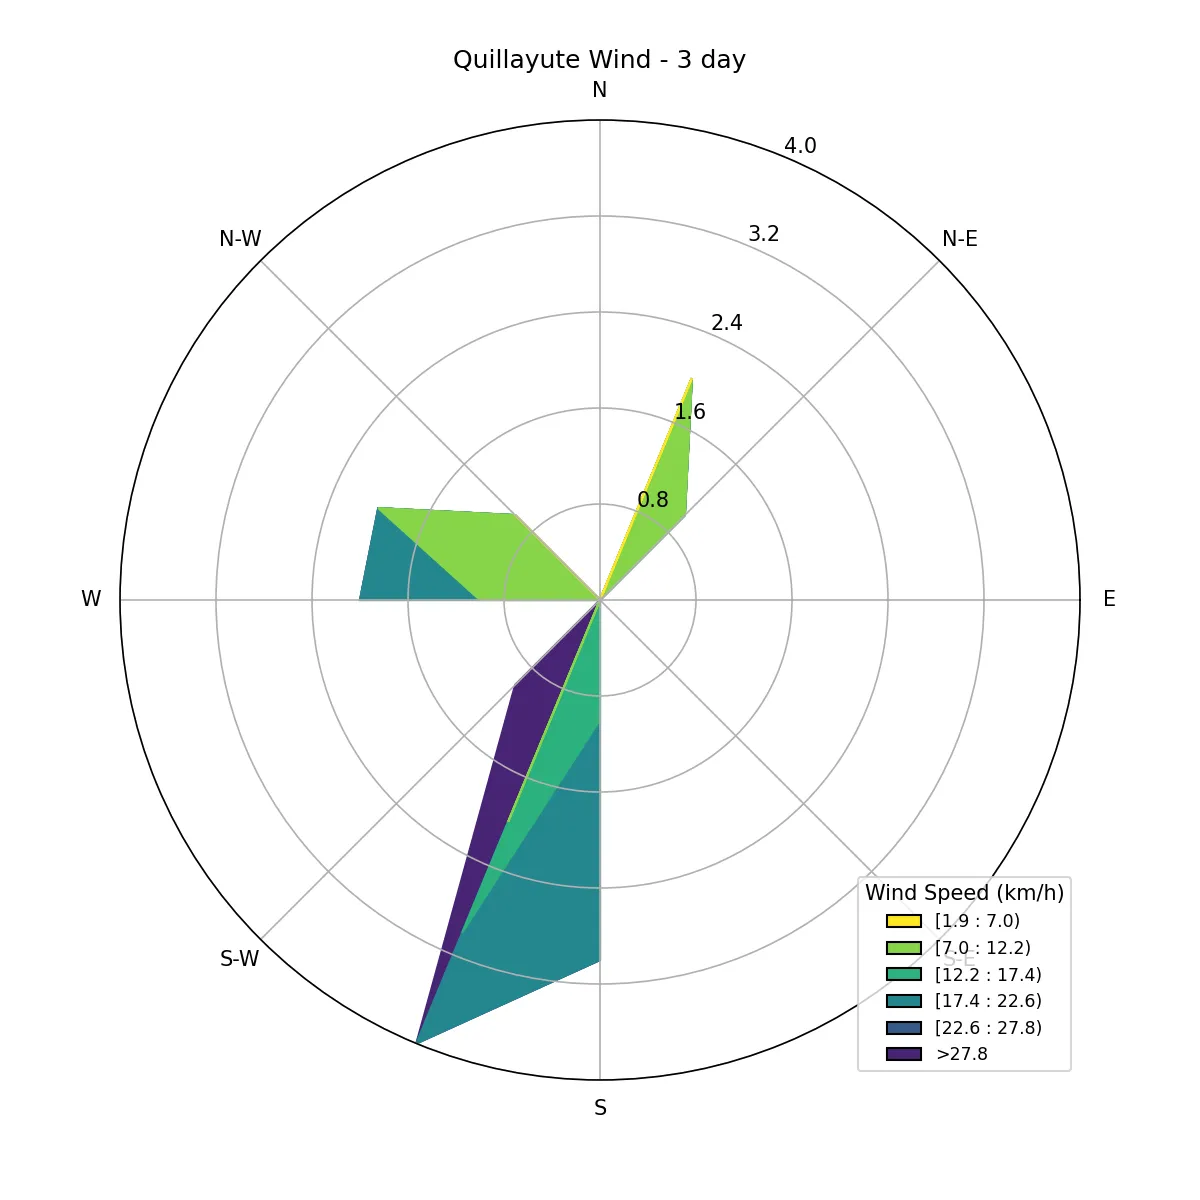 Quillayute Wind - 3 day
N
4.0
N-W
3.2
N-E
2.4
1.6
0.8
W
E
S-W
S-E
S
Wind Speed (km/h)
[1.9 : 7.0)
[7.0 : 12.2)
[12.2 : 17.4)
[17.4 : 22.6)
[22.6 : 27.8)
>27.8